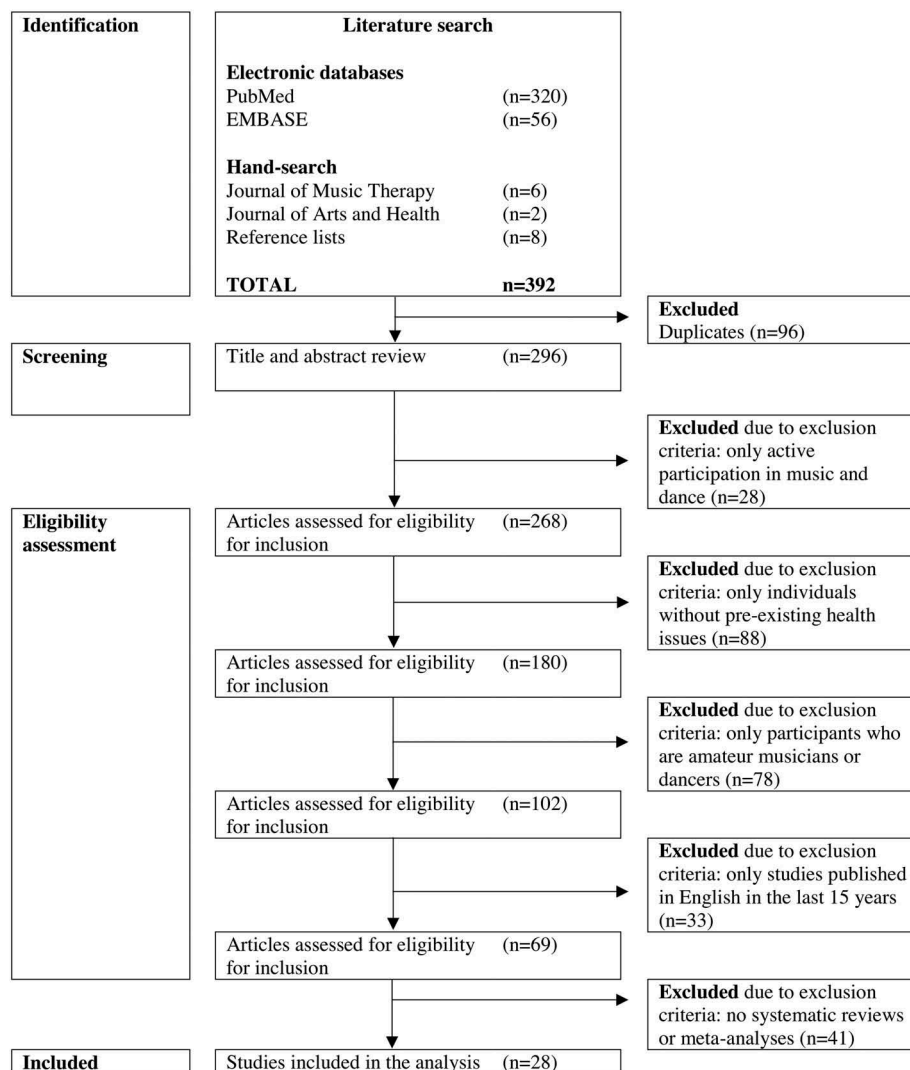 Identification
Literature search
Electronic databases
PubMed (n=320)
EMBASE (n=56)
Hand-search
Journal of Music Therapy (n=6)
Journal of Arts and Health (n=2)
Reference lists (n=8)
TOTAL n=392
Excluded
Duplicates (n=96)
Screening
Title and abstract review (n=296)
Excluded due to exclusion
criteria: only active
participation in music and
dance (n=28)
Eligibility
assessment
Articles assessed for eligibility (n=268)
for inclusion
Excluded due to exclusion
criteria: only individuals
without pre-existing health
issues (n=88)
Articles assessed for eligibility (n=180)
for inclusion
Excluded due to exclusion
criteria: only participants who
are amateur musicians or
dancers (n=78)
Articles assessed for eligibility (n=102)
for inclusion
Excluded due to exclusion
criteria: only studies published
in English in the last 15 years
(n=33)
Articles assessed for eligibility (n=69)
for inclusion
Excluded due to exclusion
criteria: no systematic reviews
or meta-analyses (n=41)
Included
Studies included in the analysis (n=28)